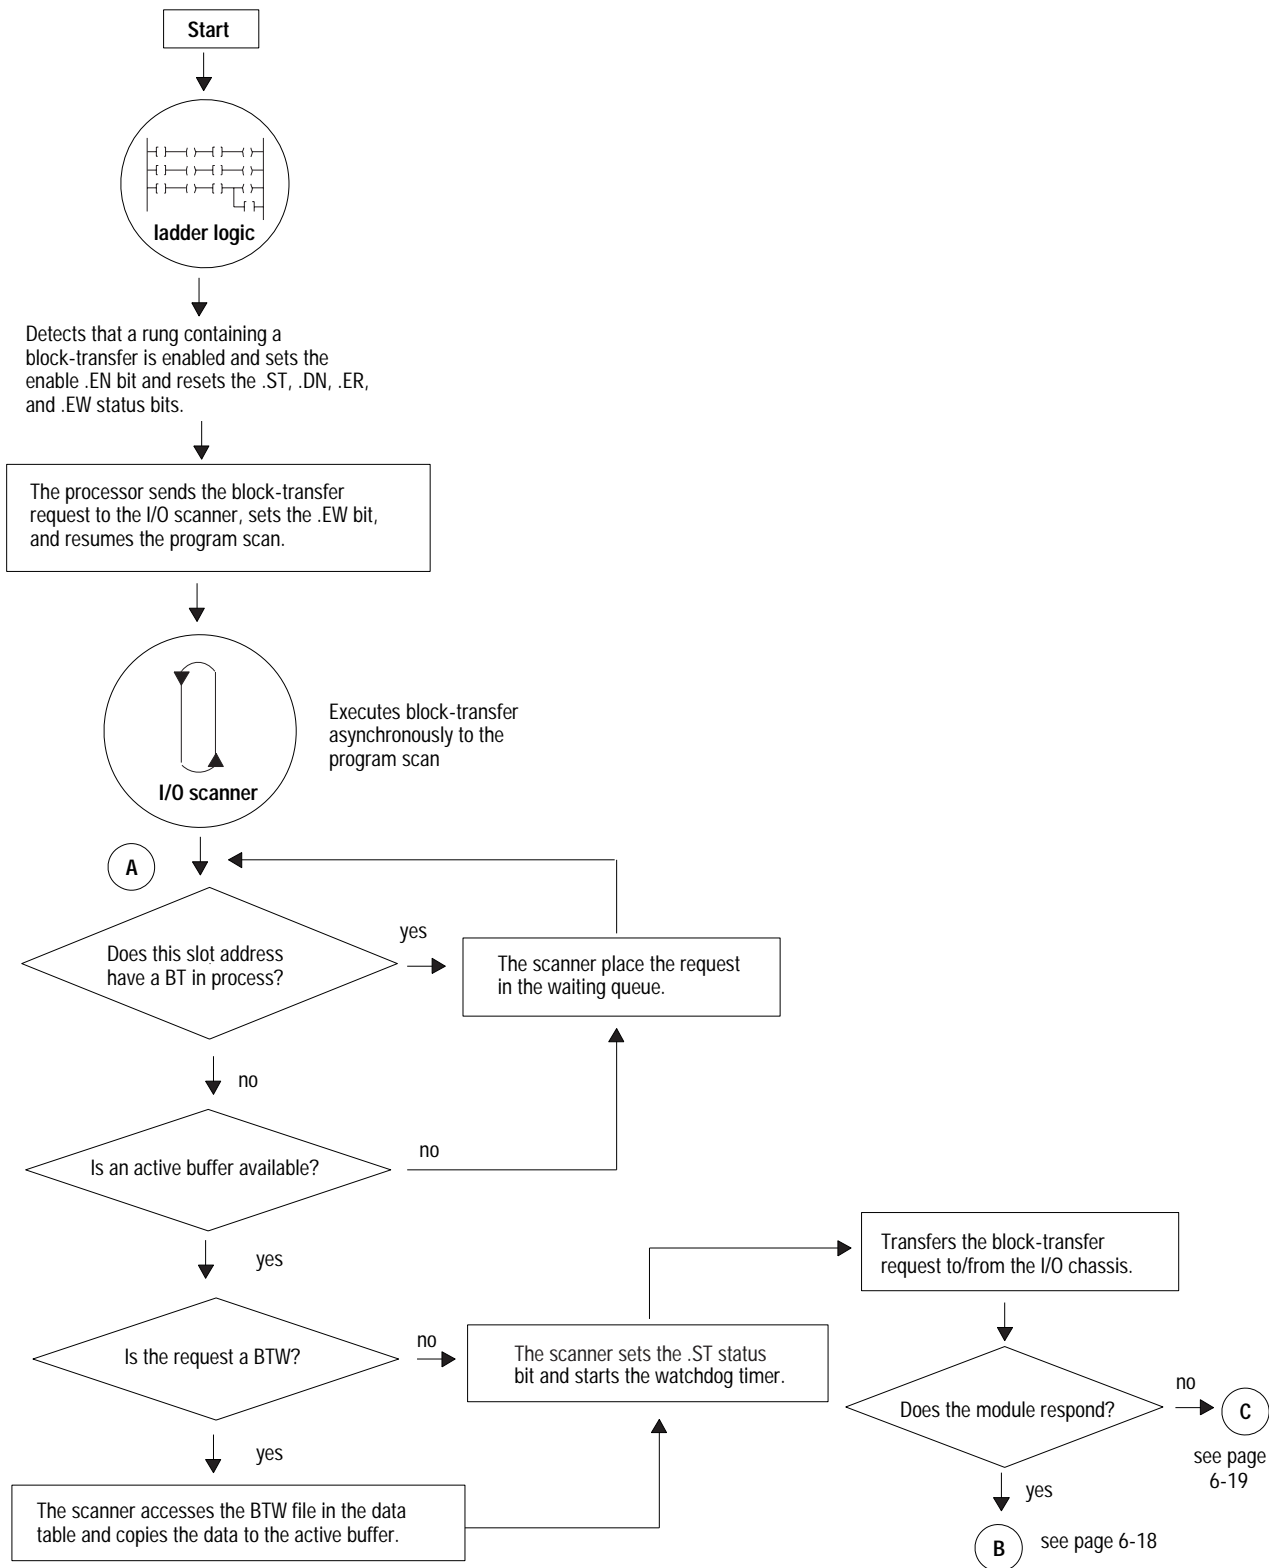 Start
ladder logic
Detects that a rung containing a
block-transfer is enabled and sets the
enable .EN bit and resets the .ST, .DN, .ER,
and .EW status bits.
The processor sends the block-transfer
request to the I/O scanner, sets the .EW bit,
and resumes the program scan.
I/O scanner
Executes block-transfer
asynchronously to the
program scan
A
Does this slot address
have a BT in process?
yes
The scanner place the request
in the waiting queue.
no
Is an active buffer available?
no
yes
Is the request a BTW?
no
The scanner sets the .ST status
bit and starts the watchdog timer.
yes
The scanner accesses the BTW file in the data
table and copies the data to the active buffer.
Transfers the block-transfer
request to/from the I/O chassis.
Does the module respond?
no
C
see page
6-19
yes
B
see page 6-18